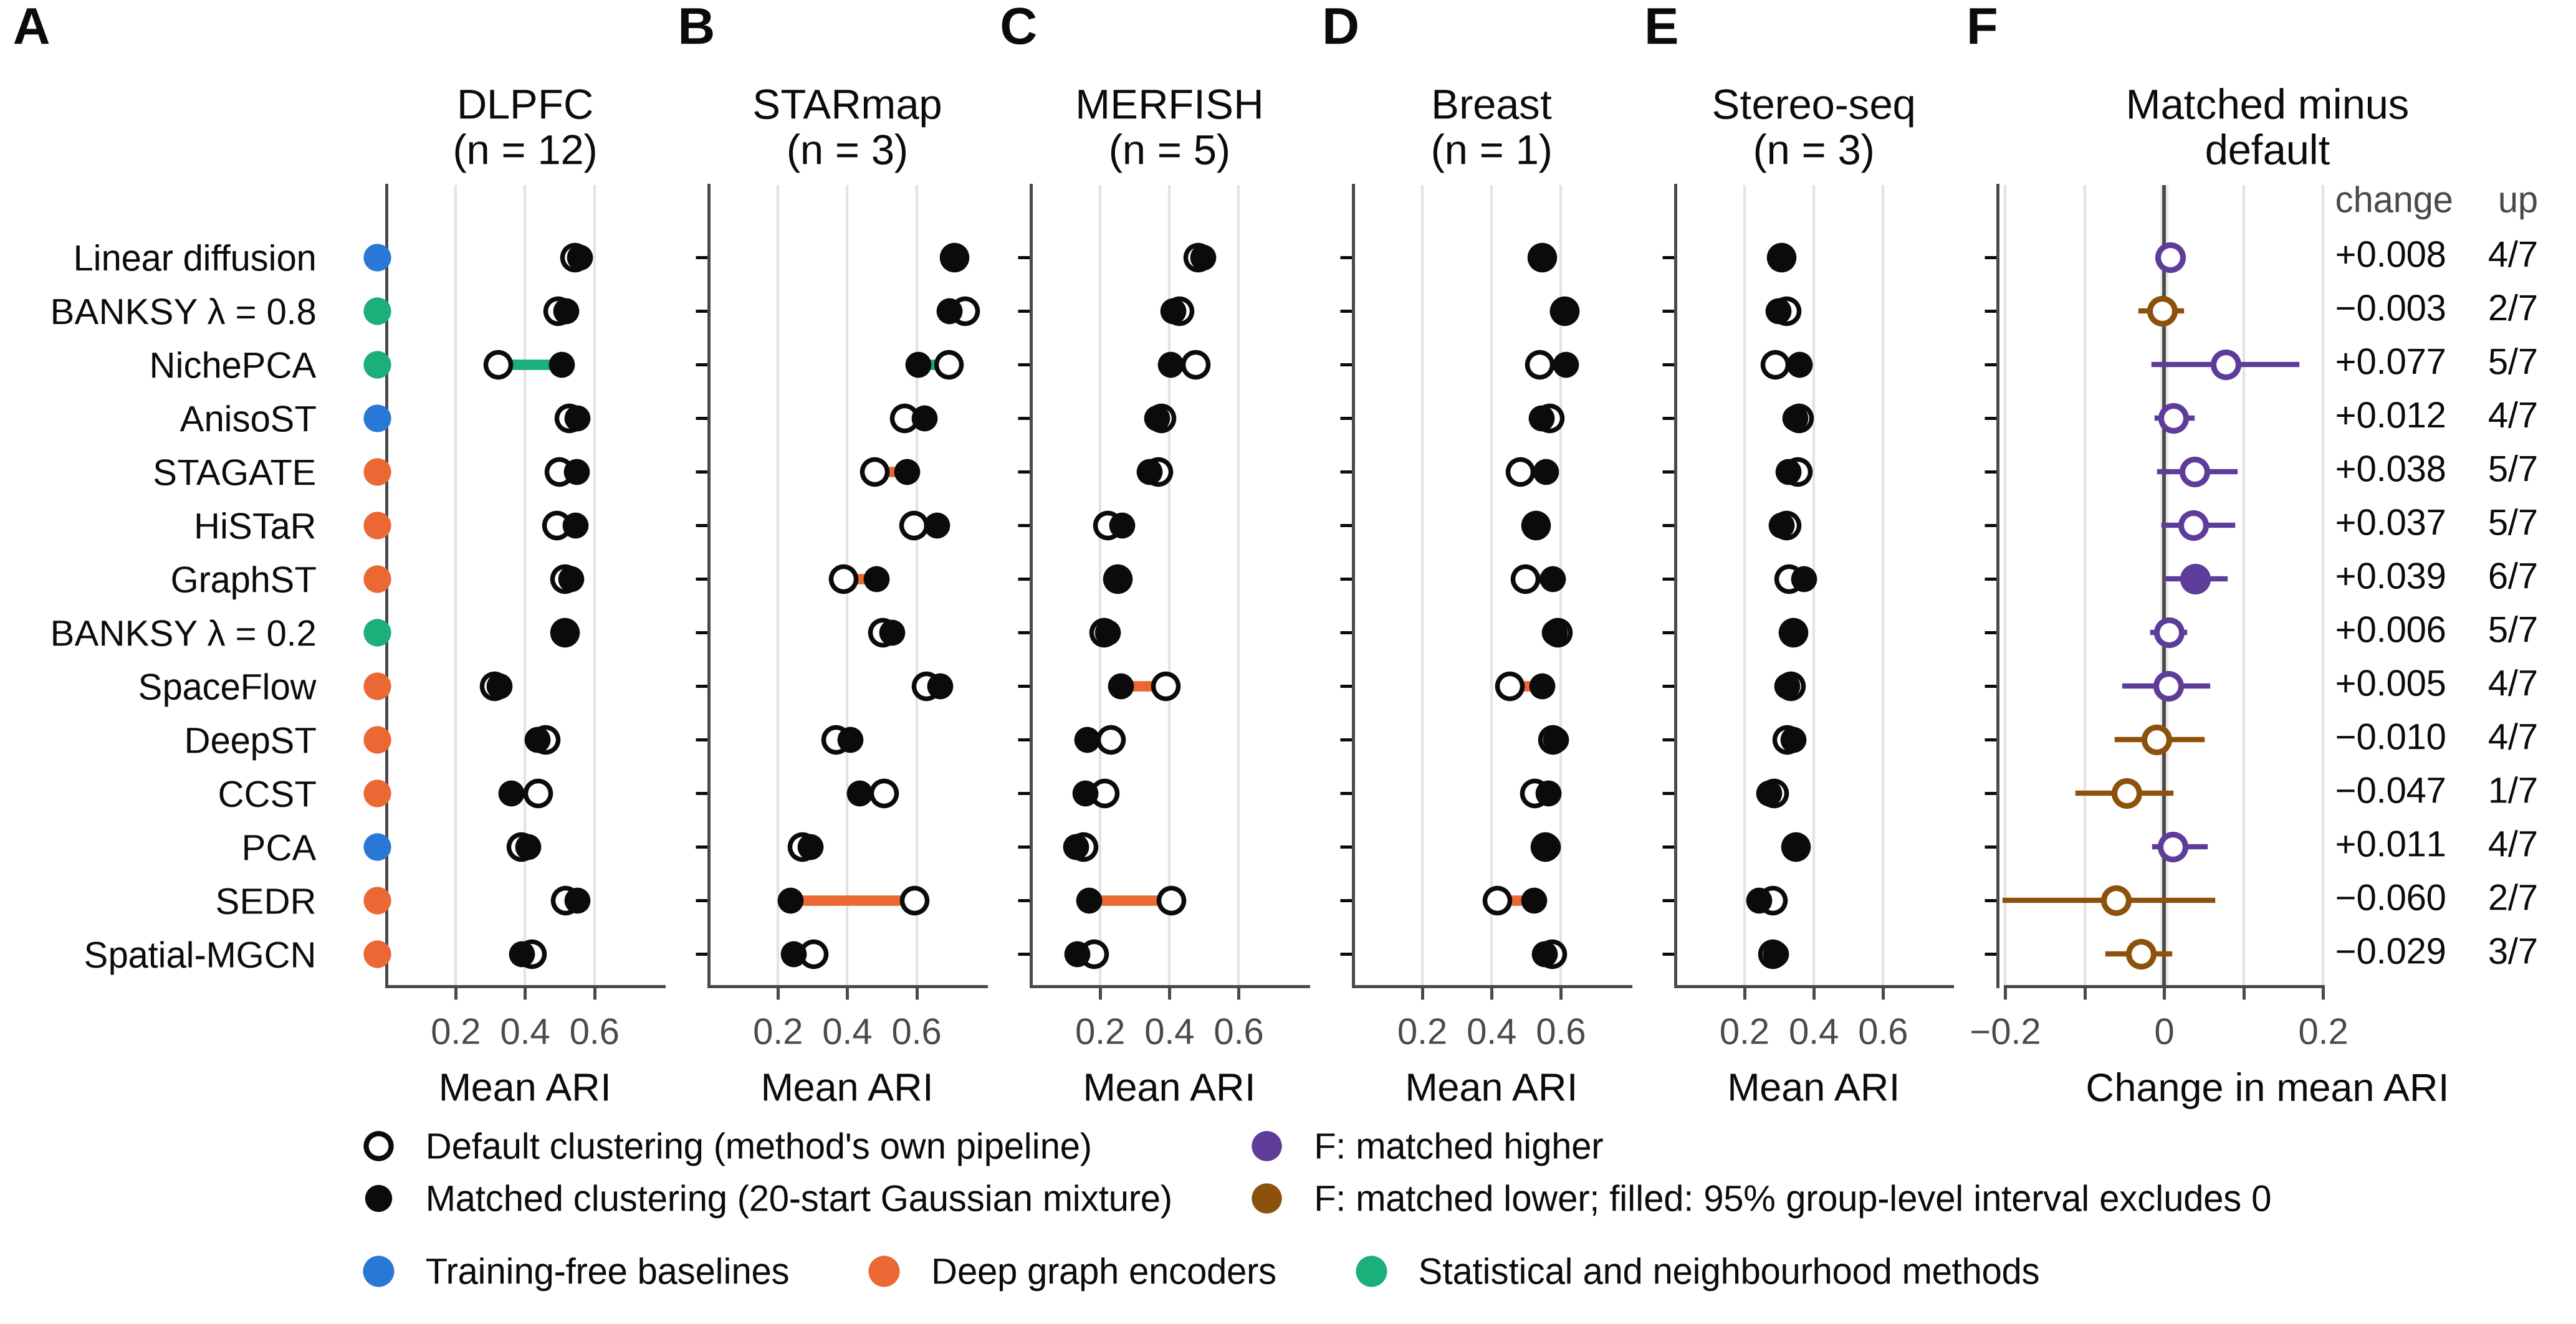 A
B
C
D
E
F
DLPFC
(n = 12)
STARmap
(n = 3)
MERFISH
(n = 5)
Breast
(n = 1)
Stereo-seq
(n = 3)
Matched minus
default
change up
Linear diffusion +0.008 4/7
BANKSY λ = 0.8 −0.003 2/7
NichePCA +0.077 5/7
AnisoST +0.012 4/7
STAGATE +0.038 5/7
HiSTaR +0.037 5/7
GraphST +0.039 6/7
BANKSY λ = 0.2 +0.006 5/7
SpaceFlow +0.005 4/7
DeepST −0.010 4/7
CCST −0.047 1/7
PCA +0.011 4/7
SEDR −0.060 2/7
Spatial-MGCN −0.029 3/7
0.2 0.4 0.6 0.2 0.4 0.6 0.2 0.4 0.6 0.2 0.4 0.6 0.2 0.4 0.6 −0.2 0 0.2
Mean ARI Mean ARI Mean ARI Mean ARI Mean ARI Change in mean ARI
Default clustering (method's own pipeline)
F: matched higher
Matched clustering (20-start Gaussian mixture)
F: matched lower; filled: 95% group-level interval excludes 0
Training-free baselines
Deep graph encoders
Statistical and neighbourhood methods